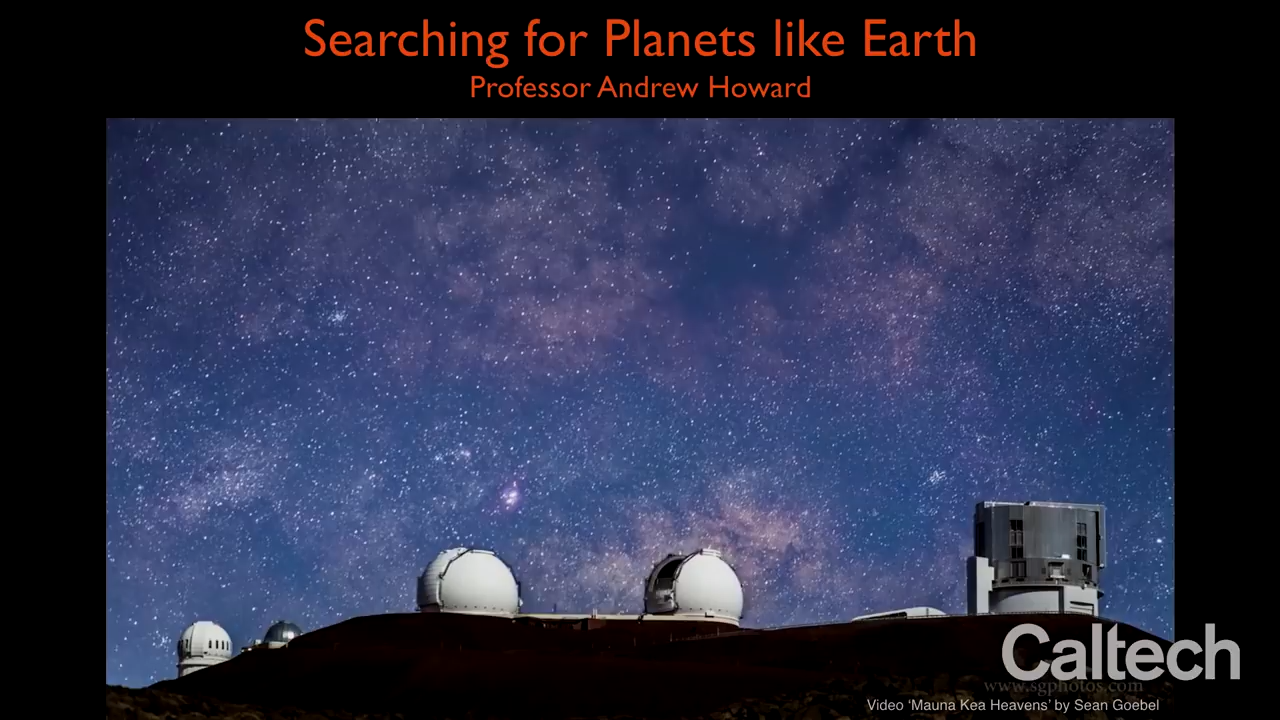 Searching for Planets like Earth
Professor Andrew Howard
Caltech
www.sgphotos.com
Video ‘Mauna Kea Heavens’ by Sean Goebel